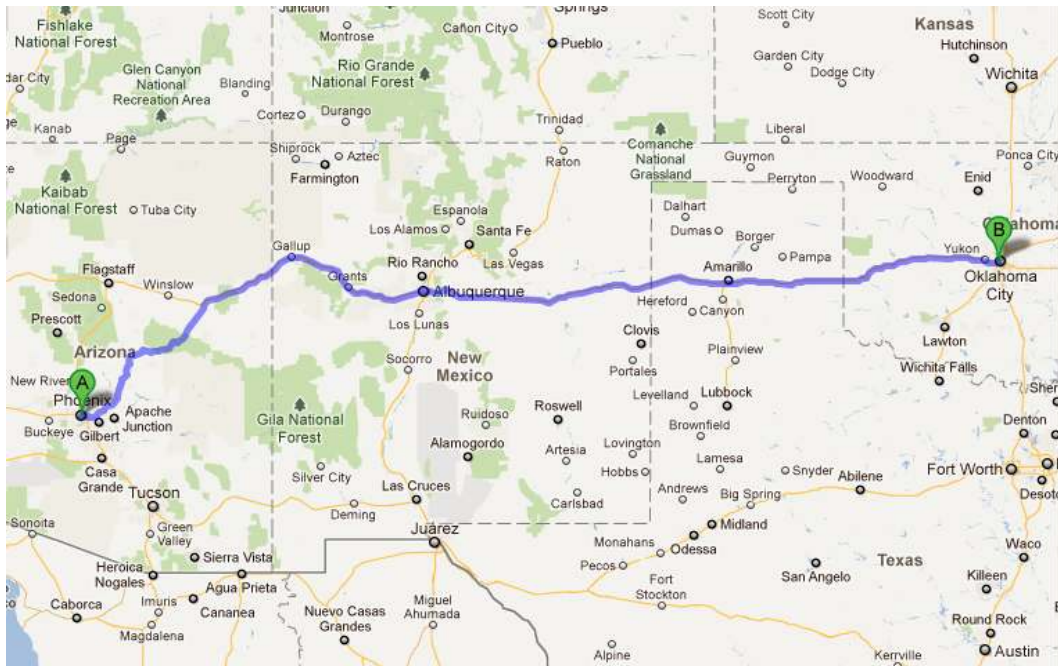 Fishlake
National Forest
Junction
Montrose
Cañon City
Springs
Pueblo
Scott City
Kansas
Garden City
Hutchinson
dar City
Glen Canyon
National
Recreation Area
Blanding
Rio Grande
National Forest
Dodge City
Wichita
Cortez
Durango
Trinidad
Liberal
Kanab
Page
Shiprock
Aztec
Farmington
Raton
Comanche
National
Grassland
Guymon
Perryton
Woodward
Enid
Ponca City
Kaibab
National Forest
Tuba City
Espanola
Los Alamos
Santa Fe
Las Vegas
Dalhart
Dumas
Borger
Pampa
B
Oklahoma
Yukon
Oklahoma
City
Gallup
Flagstaff
Winslow
Sedona
Prescott
Grants
Rio Rancho
Albuquerque
Los Lunas
Amarillo
Hereford
Canyon
Arizona
Socorro
New
Mexico
Clovis
Portales
Plainview
Lawton
Wichita Falls
Sher
New River
A
Phoenix
Buckeye
Gilbert
Apache
Junction
Gila National
Forest
Ruidoso
Roswell
Levelland
Lubbock
Brownfield
Denton
Casa
Grande
Alamogordo
Artesia
Lovington
Hobbs
Lamesa
Snyder
Abilene
Fort Worth
Desoto
Tucson
Silver City
Las Cruces
Deming
Carlsbad
Andrews
Big Spring
Midland
Odessa
Sonoita
Green
Valley
Sierra Vista
Juárez
Monahans
Pecos
San Angelo
Texas
Waco
Heroica
Nogales
Agua Prieta
Killeen
Caborca
Imuris
Cananea
Magdalena
Nuevo Casas
Grandes
Miguel
Ahumada
Fort
Stockton
Round Rock
Alpine
Kerrville
Austin